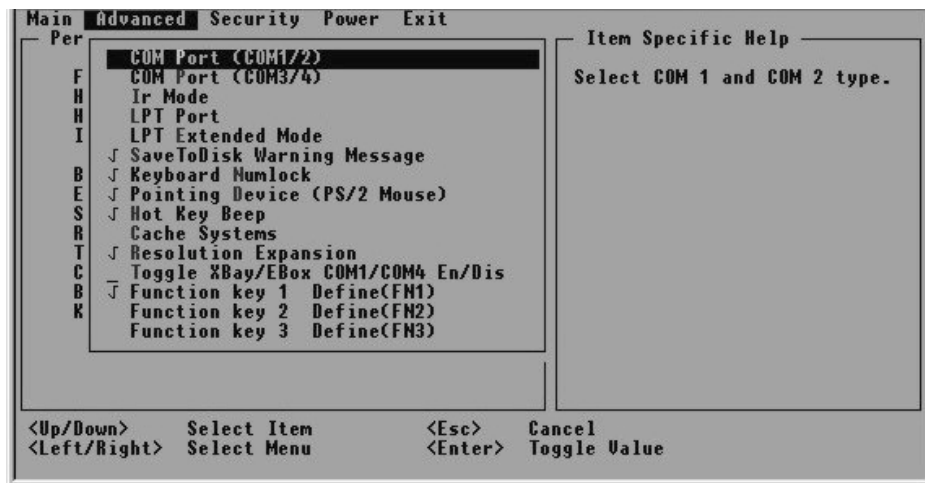 Main Advanced Security Power Exit
Per
Item Specific Help
COM Port (COM1/2)
F COM Port (COM3/4)
Select COM 1 and COM 2 type.
H Ir Mode
H LPT Port
I LPT Extended Mode
√ SaveToDisk Warning Message
B √ Keyboard Numlock
E √ Pointing Device (PS/2 Mouse)
S √ Hot Key Beep
R Cache Systems
T √ Resolution Expansion
C _ Toggle XBay/EBox COM1/COM4 En/Dis
B √ Function key 1 Define(FN1)
K Function key 2 Define(FN2)
Function key 3 Define(FN3)
<Up/Down> Select Item <Esc> Cancel
<Left/Right> Select Menu <Enter> Toggle Value